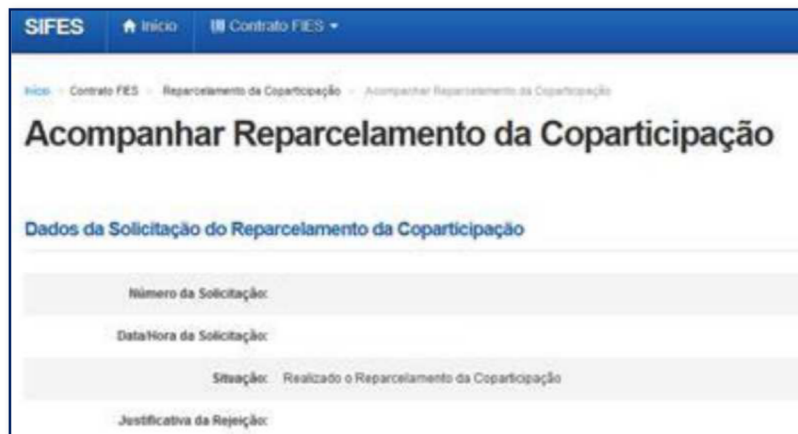 SIFES Início Contrato FIES
Início Contrato FIES Reparcelamento da Coparticipação Acompanhar Reparcelamento da Coparticipação
Acompanhar Reparcelamento da Coparticipação
Dados da Solicitação do Reparcelamento da Coparticipação
Número da Solicitação:
Data/Hora da Solicitação:
Situação: Realizado o Reparcelamento da Coparticipação
Justificativa da Rejeição: